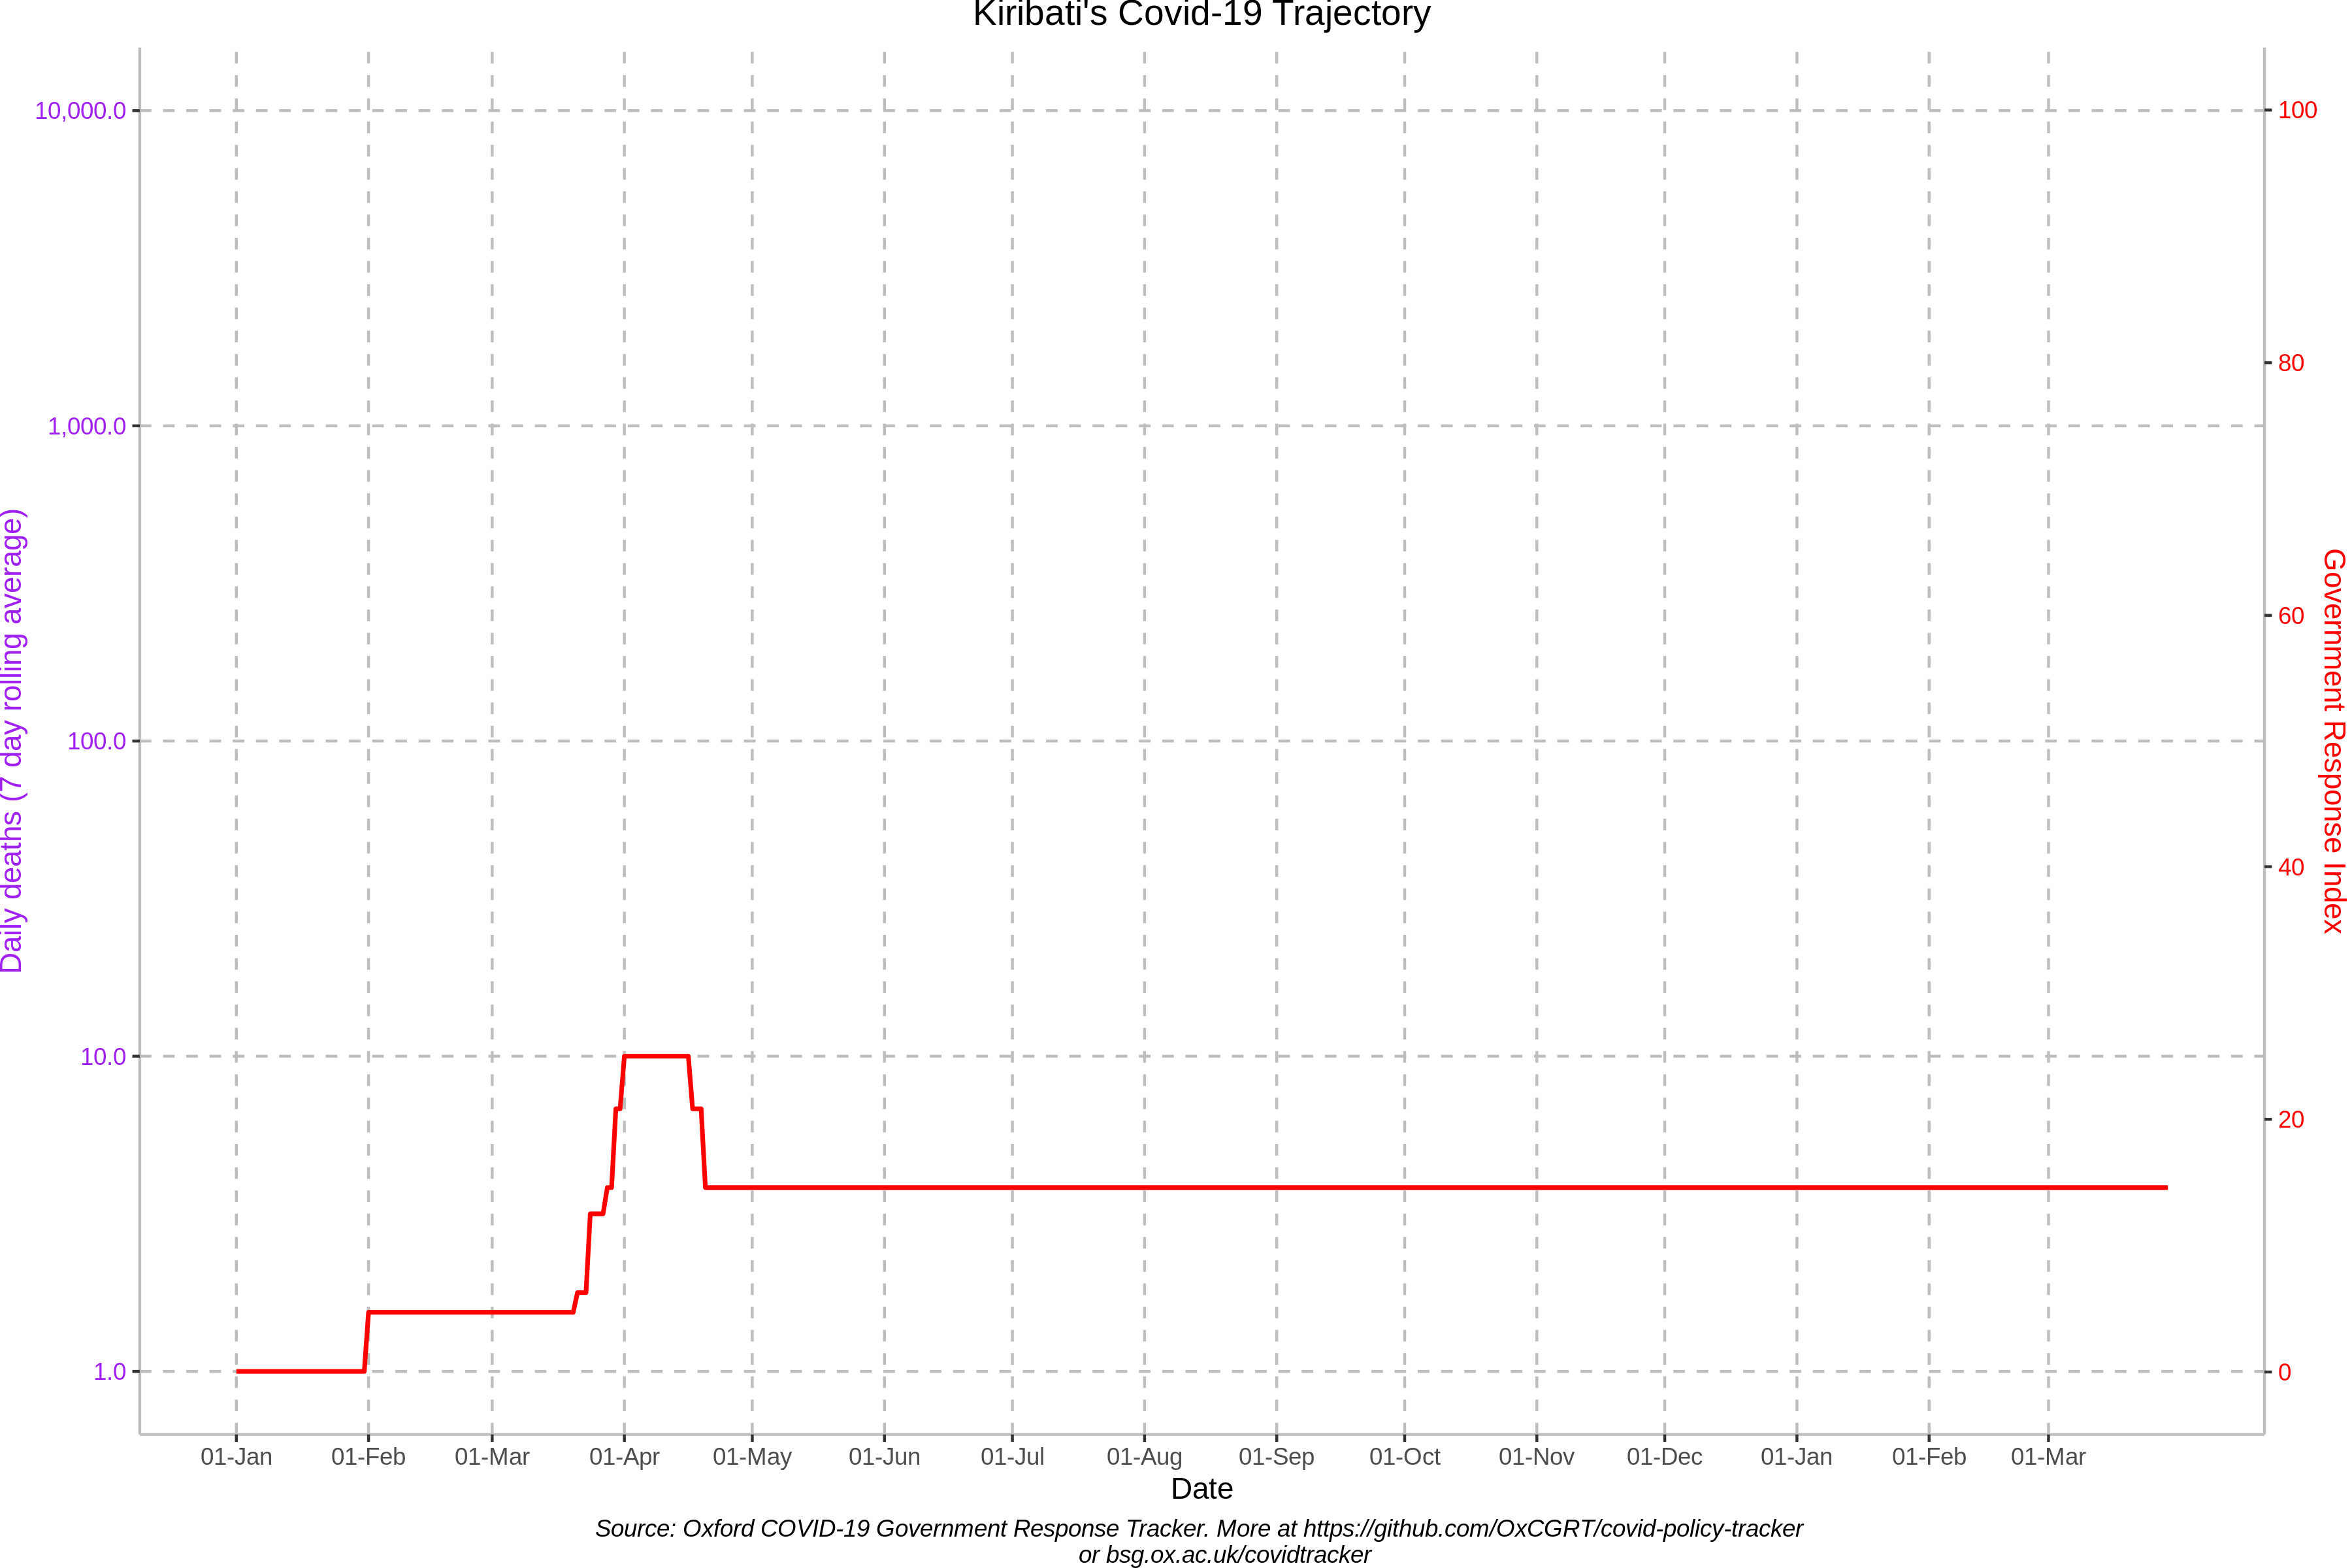 Kiribati's Covid-19 Trajectory
10,000.0
1,000.0
100.0
10.0
1.0
Daily deaths (7 day rolling average)
100
80
60
40
20
0
Government Response Index
01-Jan 01-Feb 01-Mar 01-Apr 01-May 01-Jun 01-Jul 01-Aug 01-Sep 01-Oct 01-Nov 01-Dec 01-Jan 01-Feb 01-Mar
Date
Source: Oxford COVID-19 Government Response Tracker. More at https://github.com/OxCGRT/covid-policy-tracker
or bsg.ox.ac.uk/covidtracker